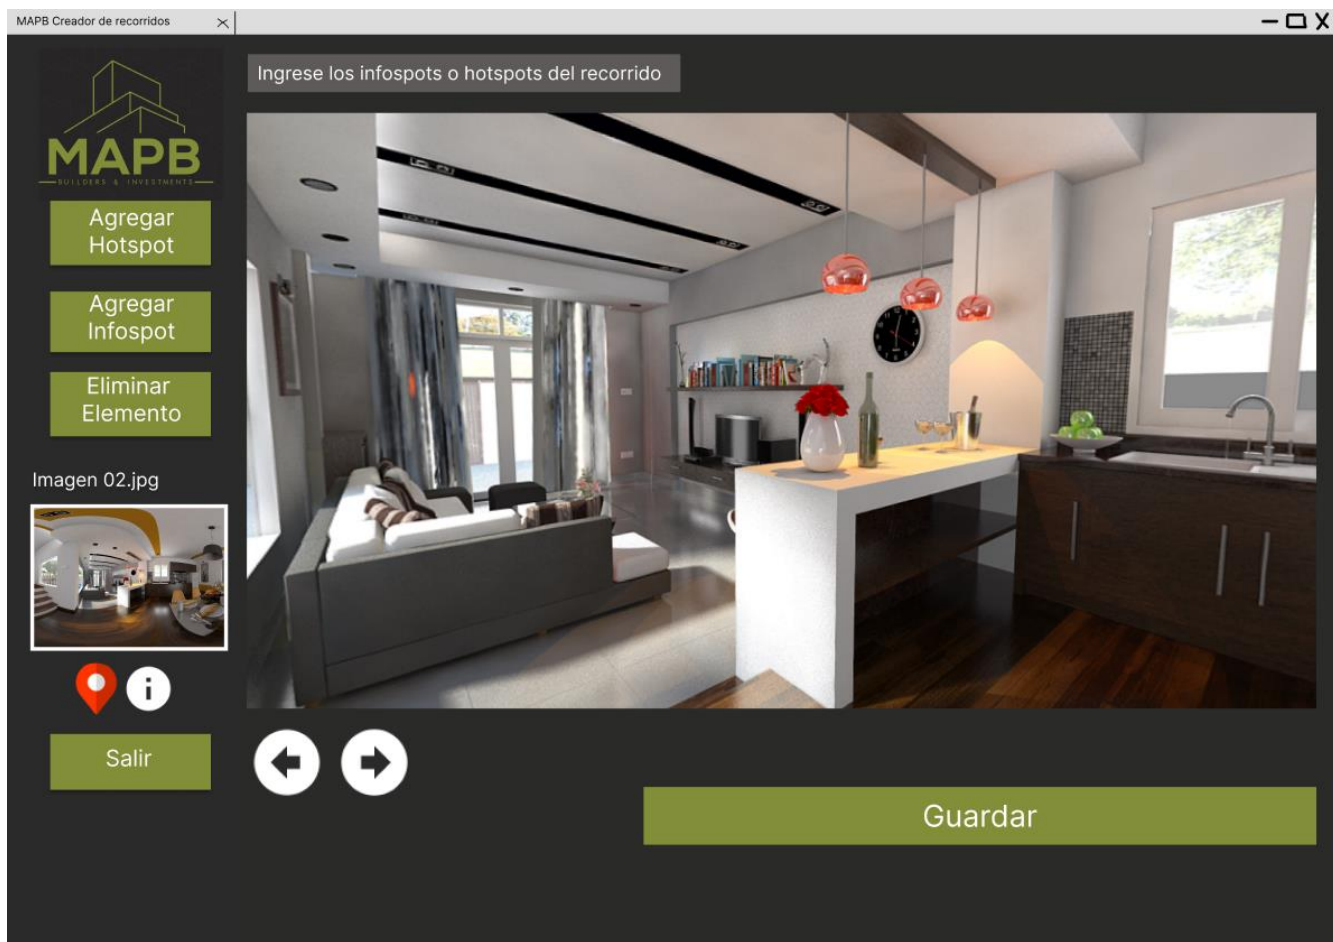 MAPB Creador de recorridos
Ingrese los infospots o hotspots del recorrido
MAPB
BUILDERS & INVESTMENTS
Agregar
Hotspot
Agregar
Infospot
Eliminar
Elemento
Imagen 02.jpg
i
Salir
Guardar